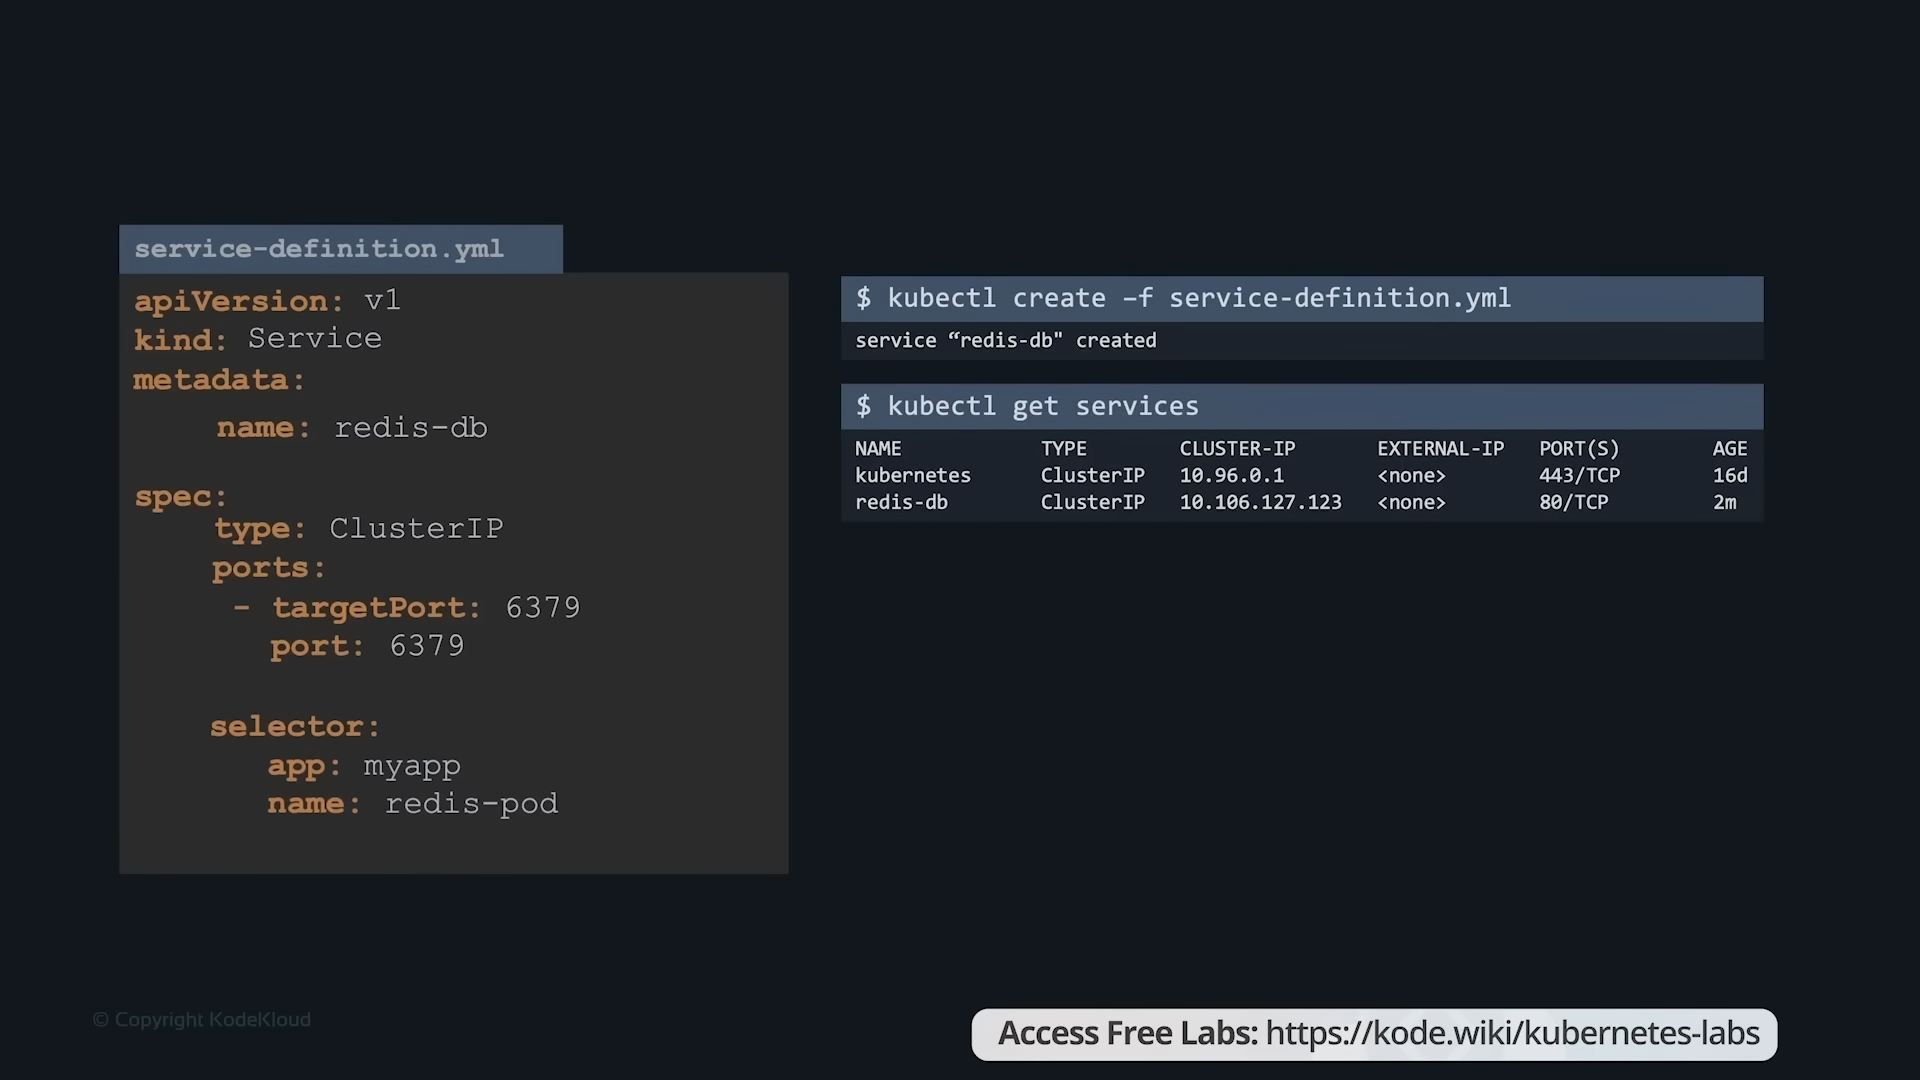 service-definition.yml
apiVersion: v1
kind: Service
metadata:
name: redis-db
spec:
type: ClusterIP
ports:
- targetPort: 6379
port: 6379
selector:
app: myapp
name: redis-pod
$ kubectl create –f service-definition.yml
service “redis-db" created
$ kubectl get services
NAME TYPE CLUSTER-IP EXTERNAL-IP PORT(S) AGE
kubernetes ClusterIP 10.96.0.1 <none> 443/TCP 16d
redis-db ClusterIP 10.106.127.123 <none> 80/TCP 2m
© Copyright KodeKloud
Access Free Labs: https://kode.wiki/kubernetes-labs